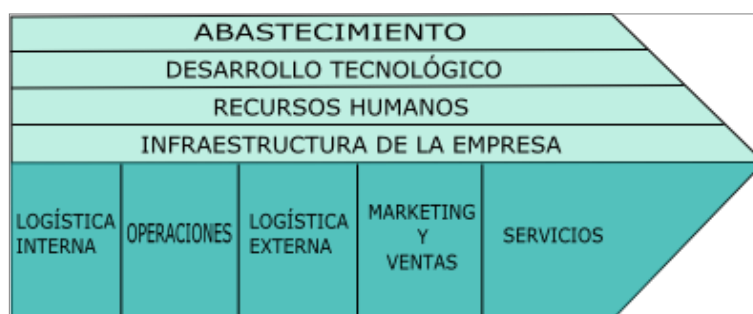 ABASTECIMIENTO
DESARROLLO TECNOLÓGICO
RECURSOS HUMANOS
INFRAESTRUCTURA DE LA EMPRESA
LOGÍSTICA
INTERNA
OPERACIONES
LOGÍSTICA
EXTERNA
MARKETING
Y
VENTAS
SERVICIOS